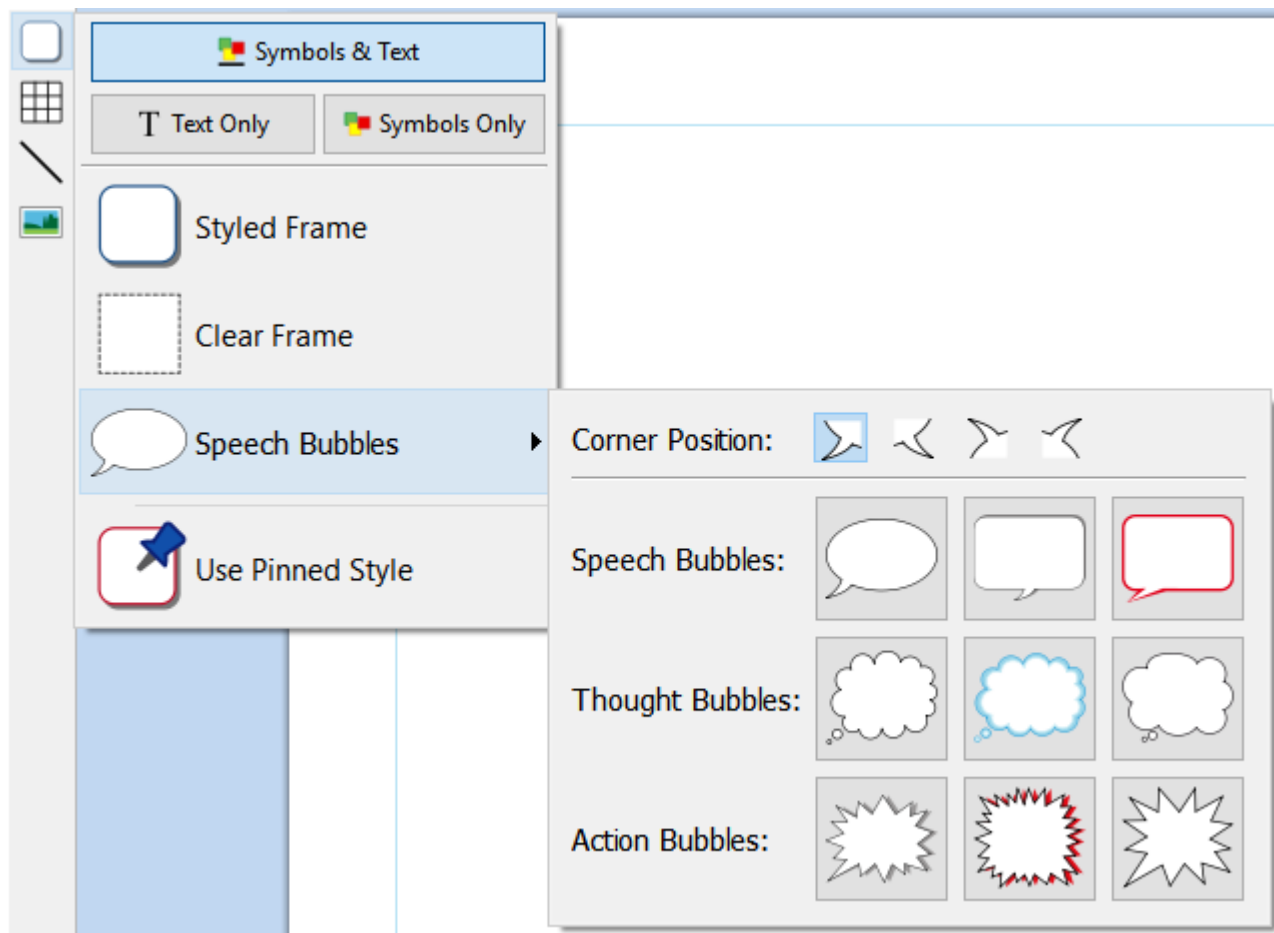 Symbols & Text
T Text Only
Symbols Only
Styled Frame
Clear Frame
Speech Bubbles
Use Pinned Style
Corner Position:
Speech Bubbles:
Thought Bubbles:
Action Bubbles: